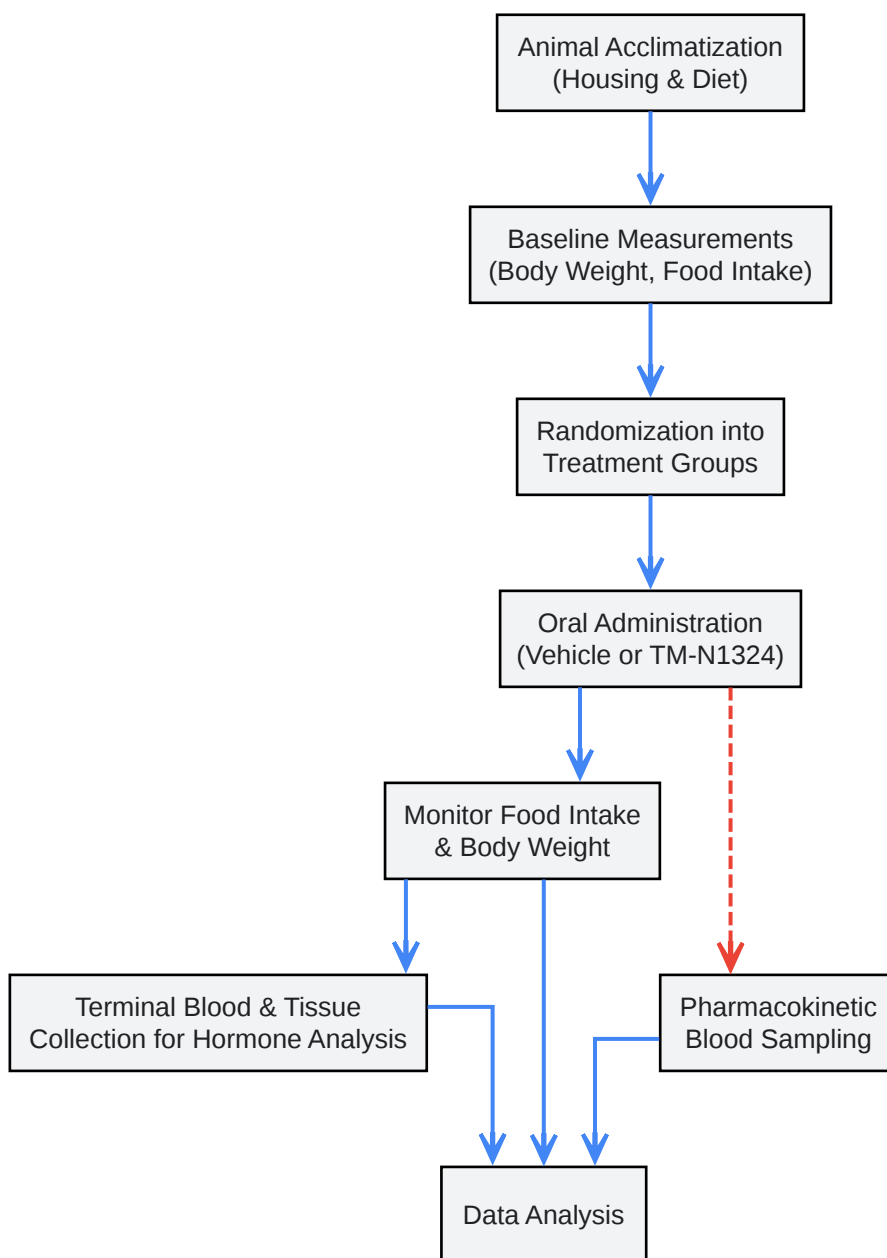 Animal Acclimatization
(Housing & Diet)
Baseline Measurements
(Body Weight, Food Intake)
Randomization into
Treatment Groups
Oral Administration
(Vehicle or TM-N1324)
Monitor Food Intake
& Body Weight
Terminal Blood & Tissue
Collection for Hormone Analysis
Pharmacokinetic
Blood Sampling
Data Analysis